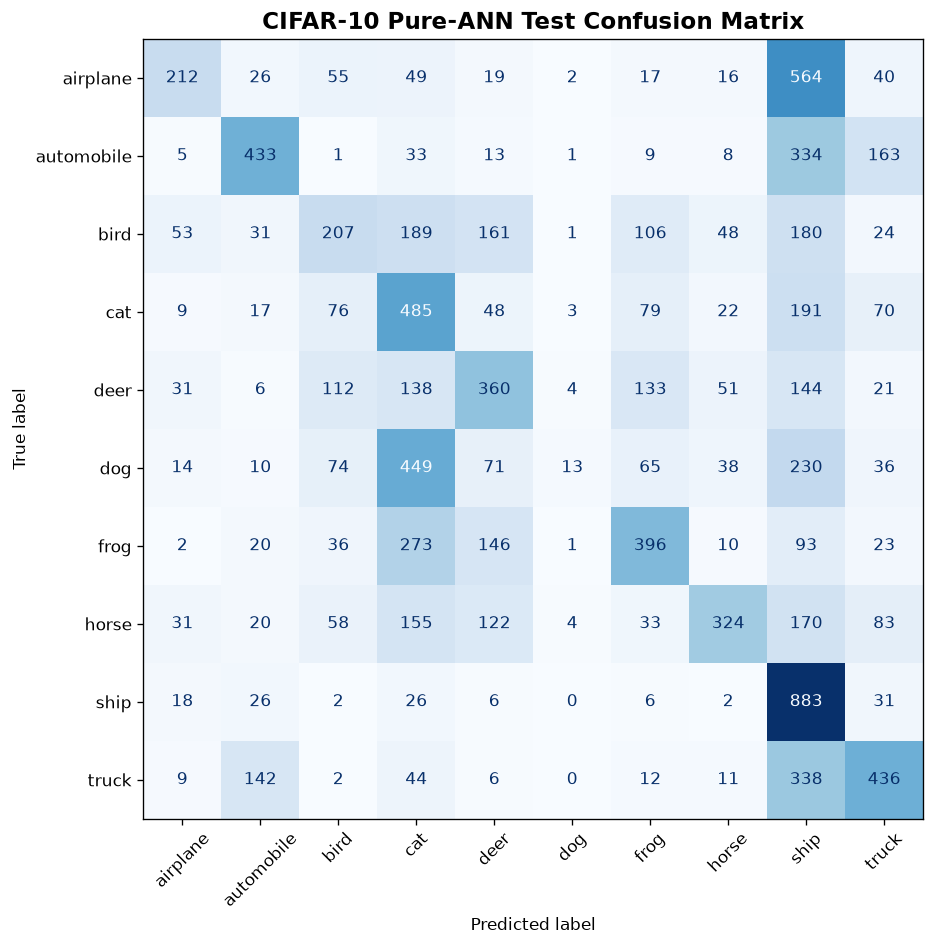 CIFAR-10 Pure-ANN Test Confusion Matrix
airplane 212 26 55 49 19 2 17 16 564 40
automobile 5 433 1 33 13 1 9 8 334 163
bird 53 31 207 189 161 1 106 48 180 24
cat 9 17 76 485 48 3 79 22 191 70
deer 31 6 112 138 360 4 133 51 144 21
dog 14 10 74 449 71 13 65 38 230 36
frog 2 20 36 273 146 1 396 10 93 23
horse 31 20 58 155 122 4 33 324 170 83
ship 18 26 2 26 6 0 6 2 883 31
truck 9 142 2 44 6 0 12 11 338 436
airplane automobile bird cat deer dog frog horse ship truck
True label
Predicted label